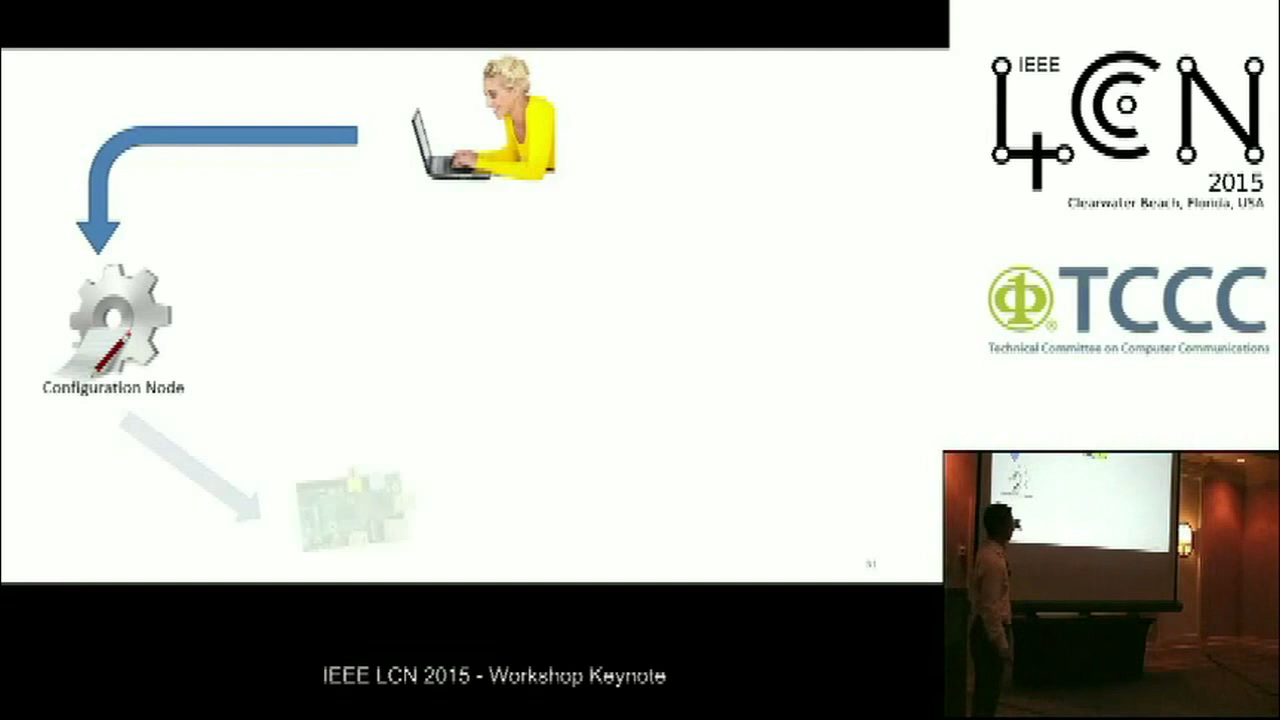 IEEE
LCN
2015
Clearwater Beach, Florida, USA
TCCC
Technical Committee on Computer Communications
Configuration Node
IEEE LCN 2015 - Workshop Keynote